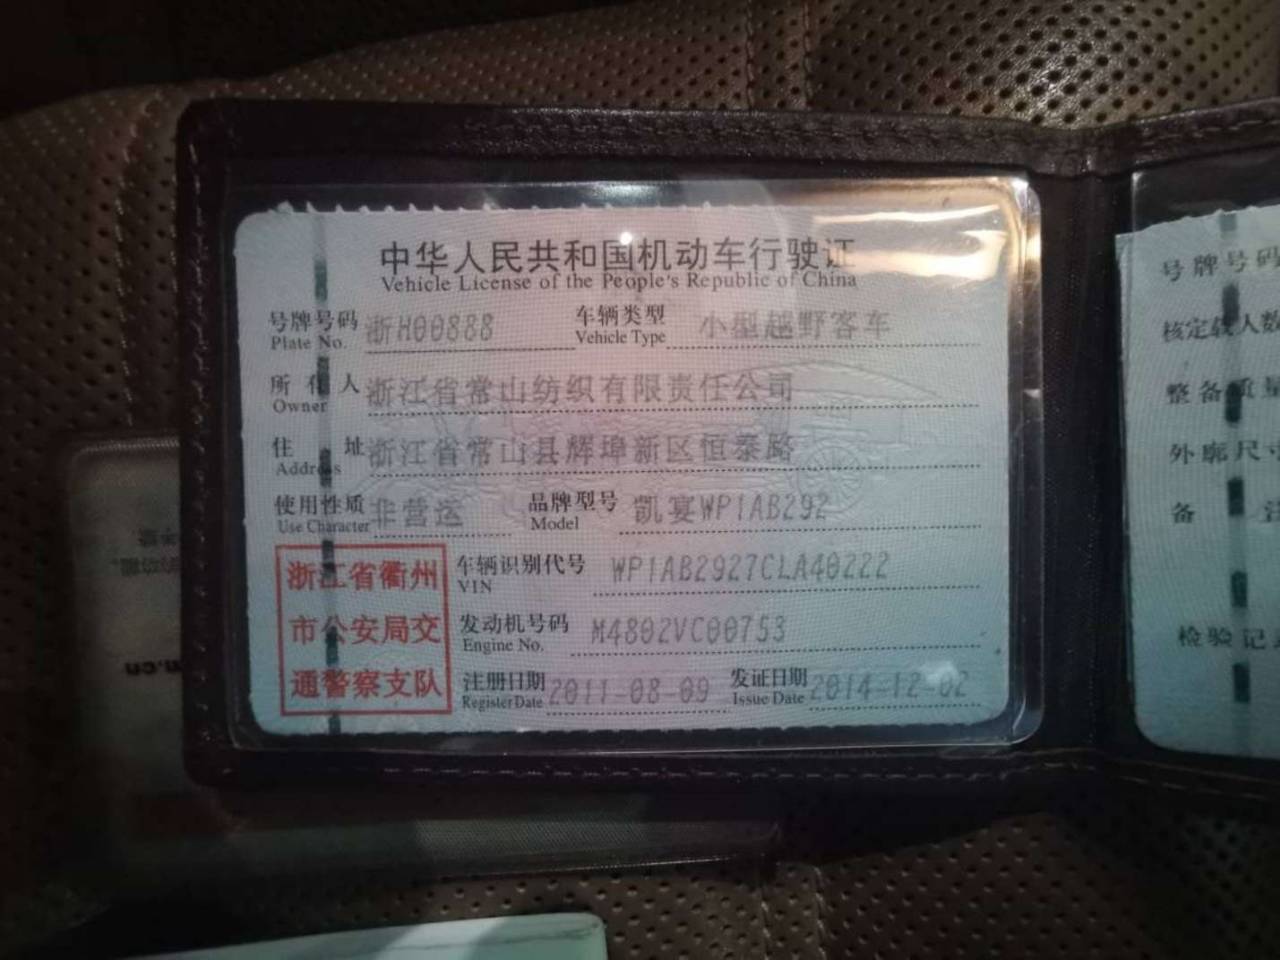 中华人民共和国机动车行驶证
Vehicle License of the People's Republic of China
号牌号码 浙H00888 车辆类型 小型越野客车
Plate No. Vehicle Type
所有人 浙江省常山纺织有限责任公司
Owner
住址 浙江省常山县辉埠新区恒泰路
Address
使用性质 非营运 品牌型号 凯宴WP1AB292
Use Character Model
浙江省衢州
市公安局交
通警察支队
车辆识别代号 WP1AB2927CLA40222
VIN
发动机号码 M4802VC00753
Engine No.
注册日期 2011-08-09 发证日期 2014-12-02
Register Date Issue Date
号牌号码
核定载人数
整备质量
外廓尺寸
备注
检验记